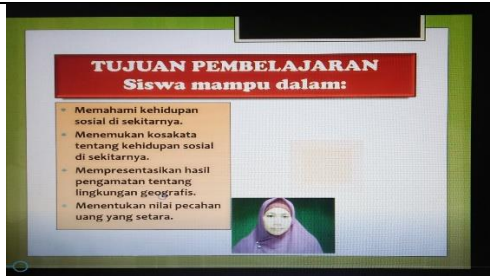 TUJUAN PEMBELAJARAN
Siswa mampu dalam:
Memahami kehidupan
sosial di sekitarnya.
Menemukan kosakata
tentang kehidupan sosial
di sekitarnya.
Mempresentasikan hasil
pengamatan tentang
lingkungan geografis.
Menentukan nilai pecahan
uang yang setara.